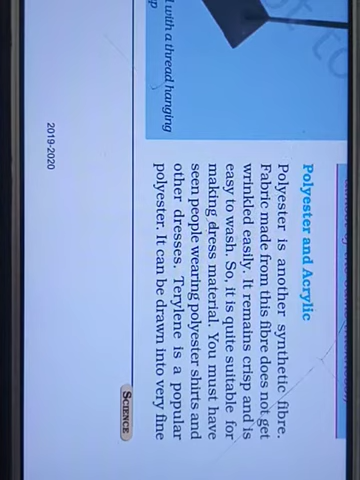 l with a thread hanging
p
Polyester and Acrylic
Polyester is another synthetic fibre.
Fabric made from this fibre does not get
wrinkled easily. It remains crisp and is
easy to wash. So, it is quite suitable for
making dress material. You must have
seen people wearing polyester shirts and
other dresses. Terylene is a popular
polyester. It can be drawn into very fine
SCIENCE
2019-2020